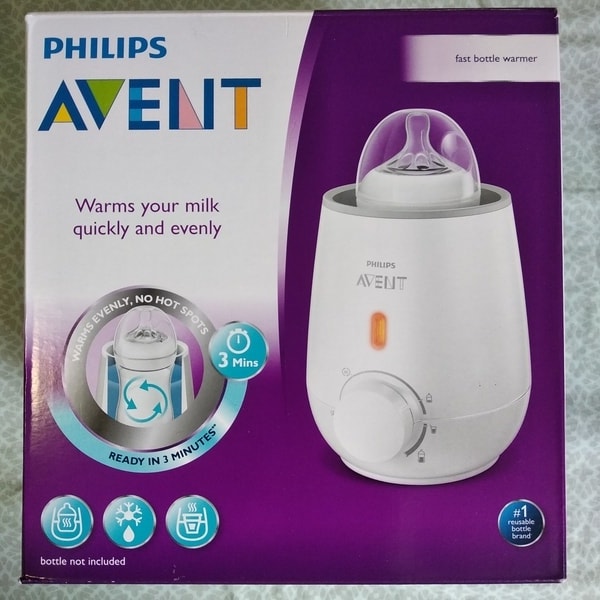 PHILIPS
AVENT
fast bottle warmer
Warms your milk
quickly and evenly
WARMS EVENLY, NO HOT SPOTS
3 Mins
READY IN 3 MINUTES**
PHILIPS
AVENT
#1
reusable
bottle
brand
bottle not included